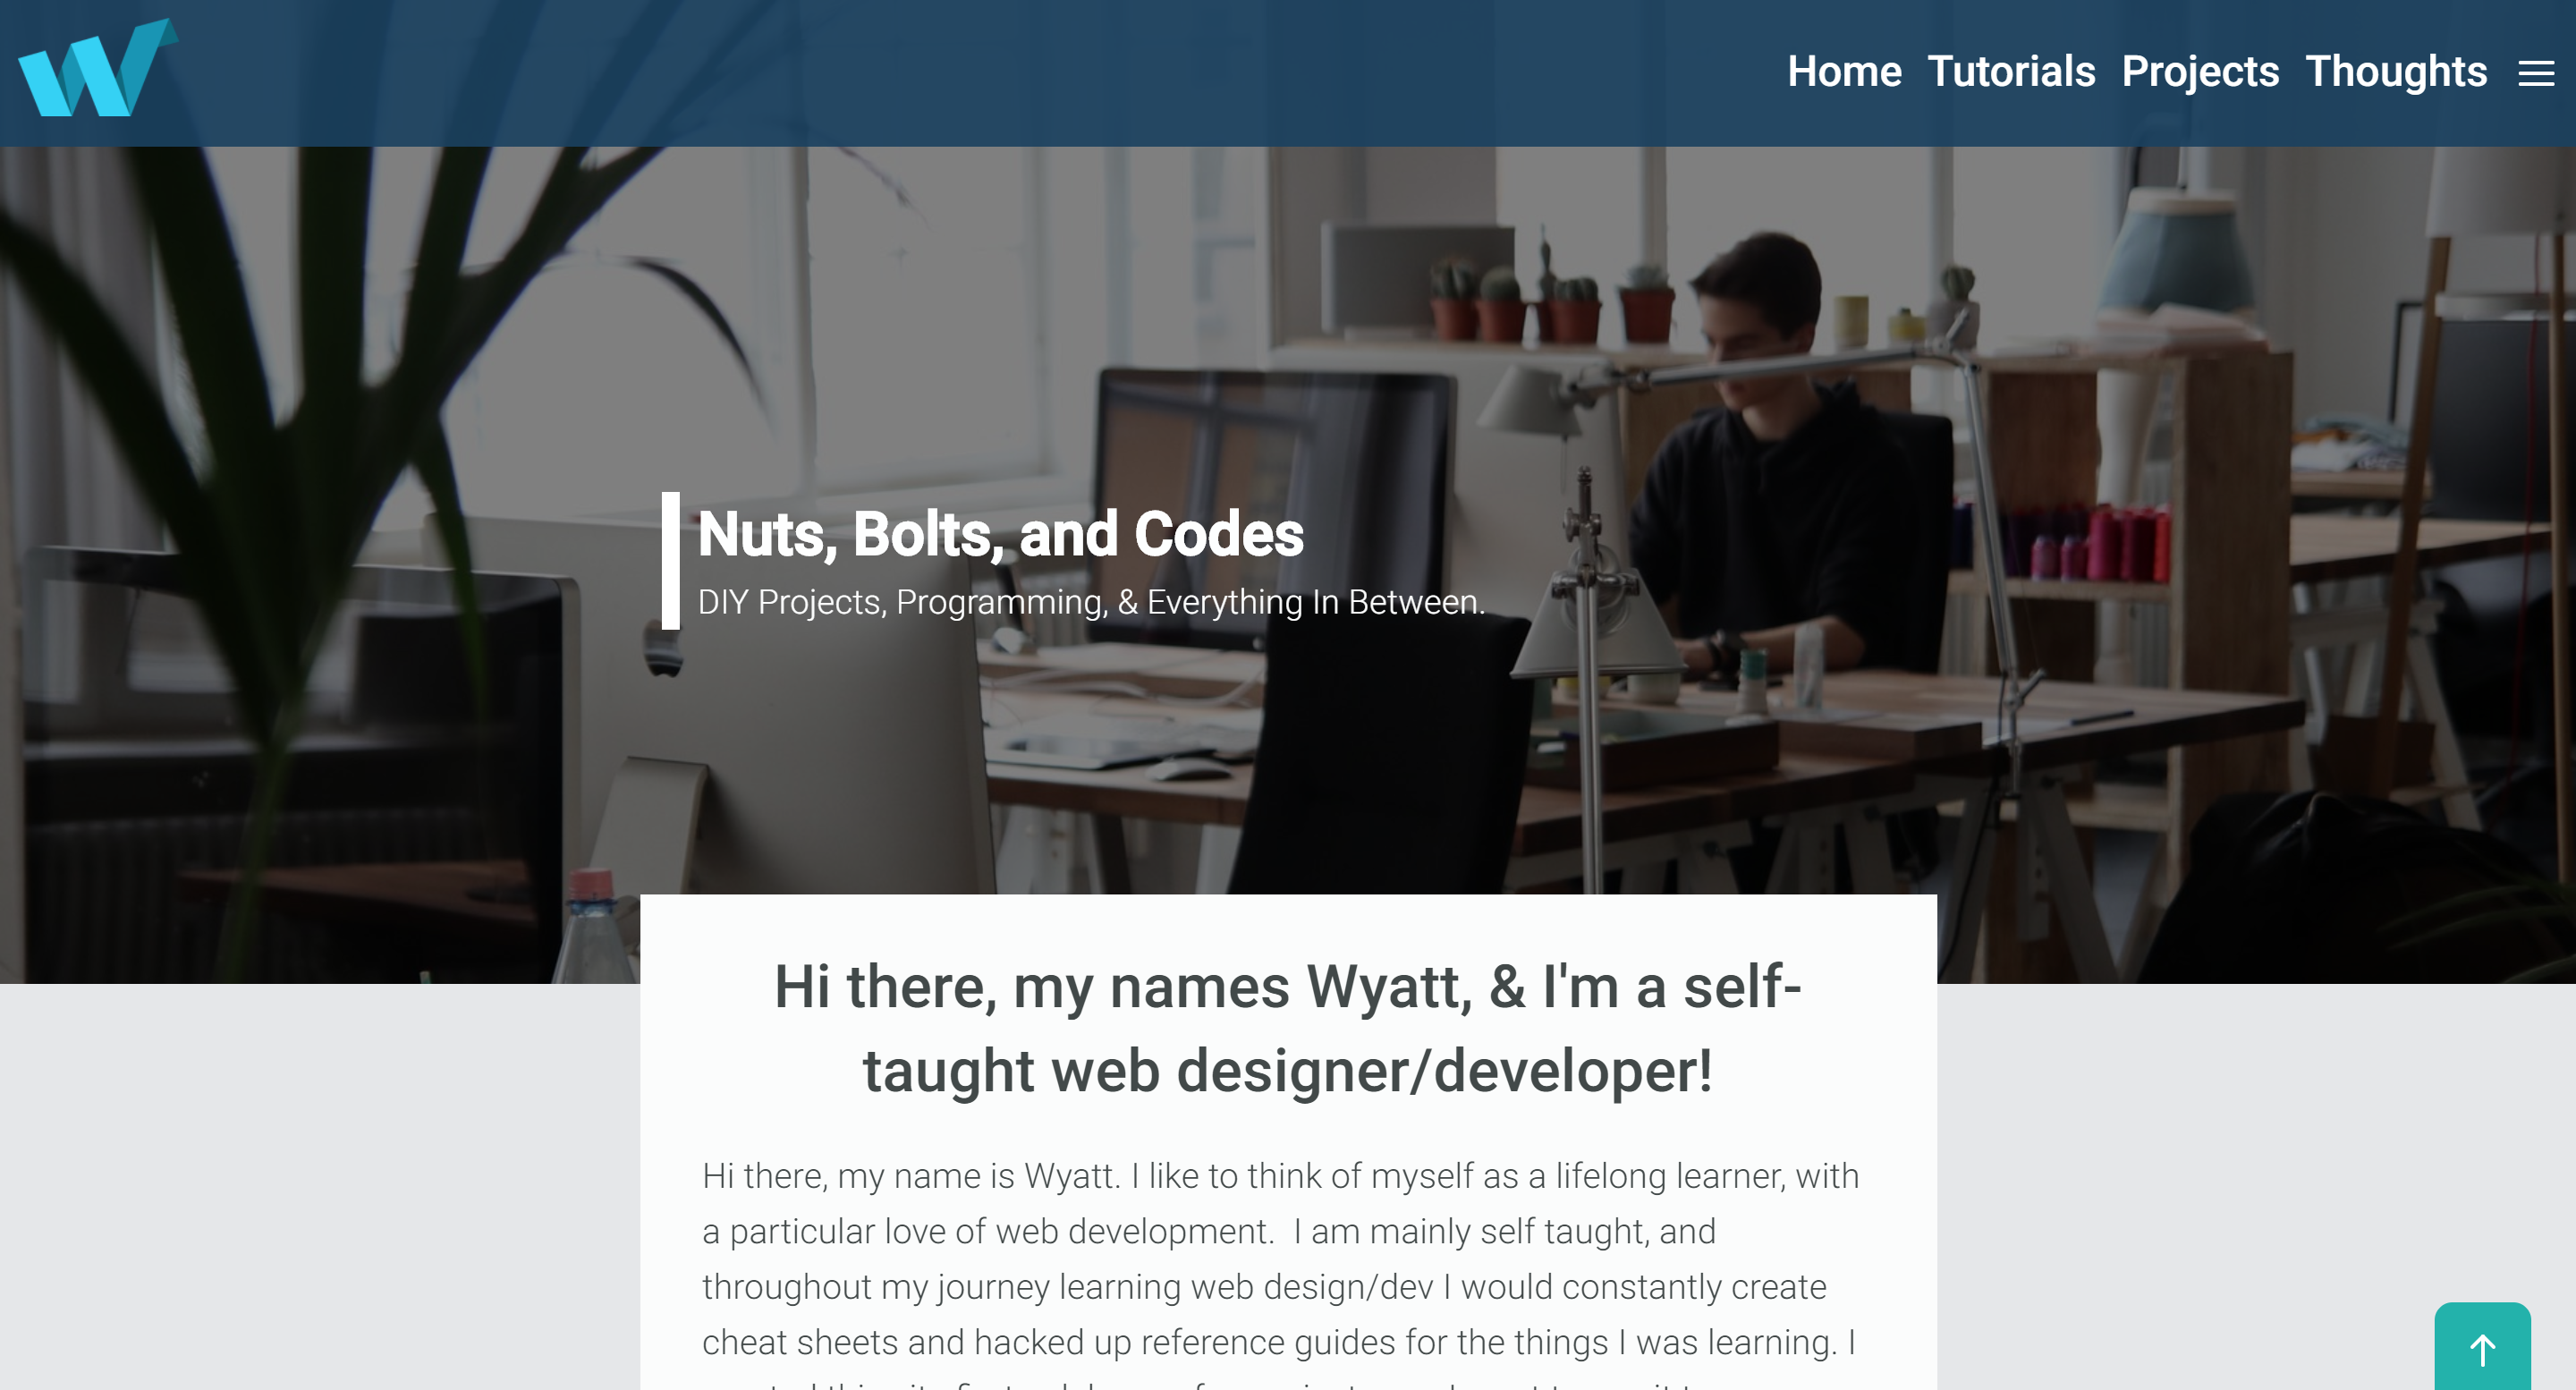 Home Tutorials Projects Thoughts
Nuts, Bolts, and Codes
DIY Projects, Programming, & Everything In Between.
Hi there, my names Wyatt, & I'm a self-
taught web designer/developer!
Hi there, my name is Wyatt. I like to think of myself as a lifelong learner, with
a particular love of web development.  I am mainly self taught, and
throughout my journey learning web design/dev I would constantly create
cheat sheets and hacked up reference guides for the things I was learning. I